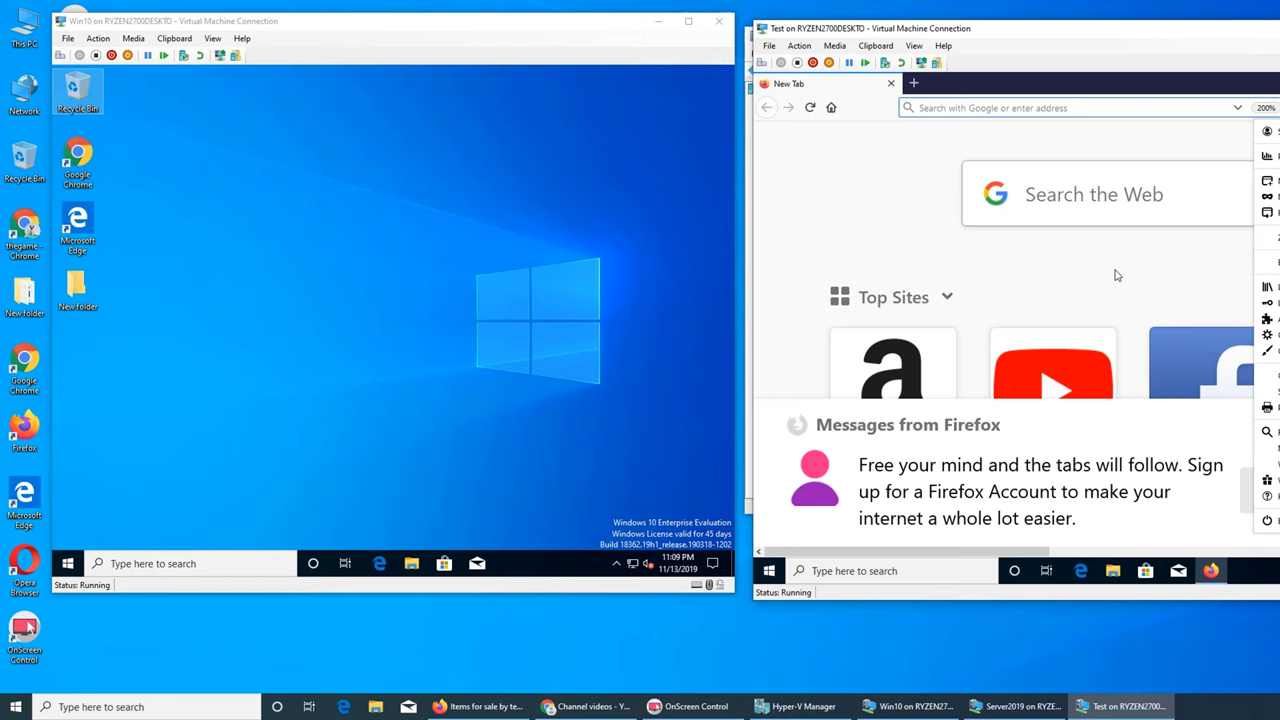 This PC
Network
Recycle Bin
thegame -
Chrome
New folder
Google
Chrome
Firefox
Microsoft
Edge
Opera
Browser
OnScreen
Control
Win10 on RYZEN2700DESKTO - Virtual Machine Connection
File Action Media Clipboard View Help
Recycle Bin
Google
Chrome
Microsoft
Edge
New folder
Windows 10 Enterprise Evaluation
Windows License valid for 45 days
Build 18362.19h1_release.190318-1202
Type here to search
11:09 PM
11/13/2019
Status: Running
Test on RYZEN2700DESKTO - Virtual Machine Connection
File Action Media Clipboard View Help
New Tab
Search with Google or enter address
200%
Search the Web
Top Sites
a
f
Messages from Firefox
Free your mind and the tabs will follow. Sign
up for a Firefox Account to make your
internet a whole lot easier.
Type here to search
Status: Running
Type here to search
Items for sale by te...
Channel videos - Y...
OnScreen Control
Hyper-V Manager
Win10 on RYZEN27...
Server2019 on RYZE...
Test on RYZEN2700...